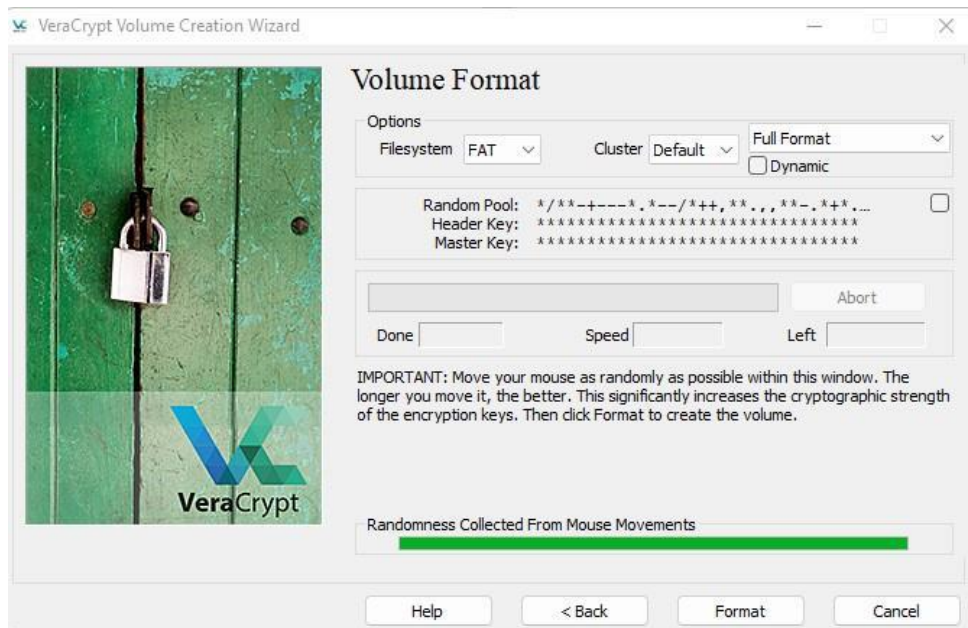 VeraCrypt Volume Creation Wizard
Volume Format
Options
Filesystem FAT Cluster Default Full Format
Dynamic
Random Pool: */**-+---*.*--/*++,**.,,**-.*+*....
Header Key: ********************************
Master Key: ********************************
Abort
Done Speed Left
IMPORTANT: Move your mouse as randomly as possible within this window. The
longer you move it, the better. This significantly increases the cryptographic strength
of the encryption keys. Then click Format to create the volume.
VeraCrypt
Randomness Collected From Mouse Movements
Help < Back Format Cancel